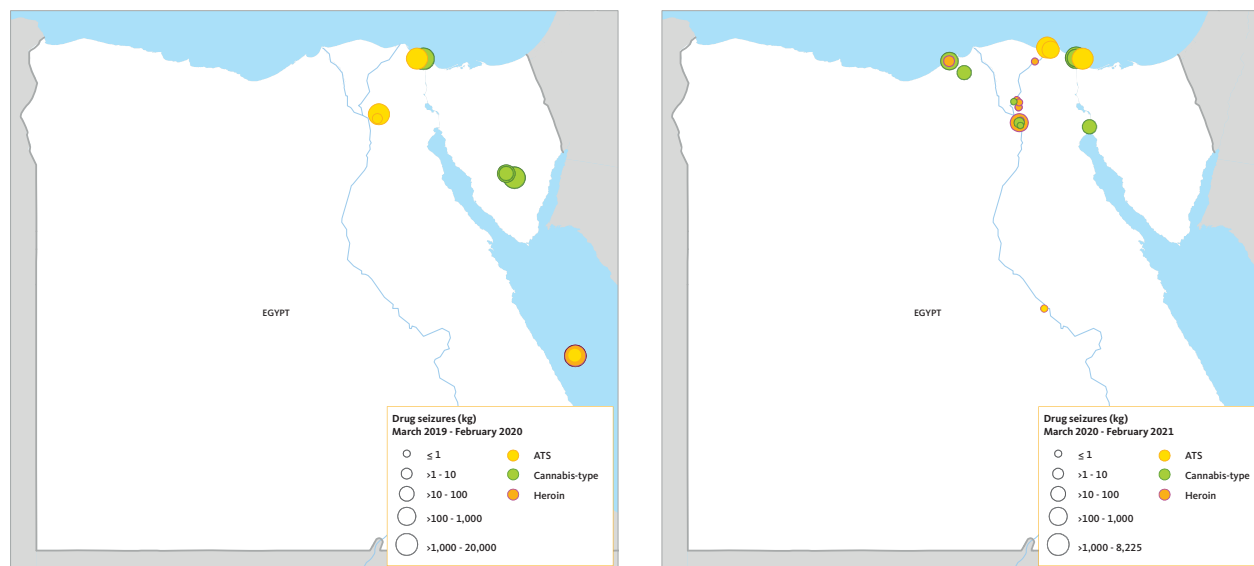 EGYPT
Drug seizures (kg)
March 2019 - February 2020
≤ 1
>1 - 10
>10 - 100
>100 - 1,000
>1,000 - 20,000
ATS
Cannabis-type
Heroin
EGYPT
Drug seizures (kg)
March 2020 - February 2021
≤ 1
>1 - 10
>10 - 100
>100 - 1,000
>1,000 - 8,225
ATS
Cannabis-type
Heroin